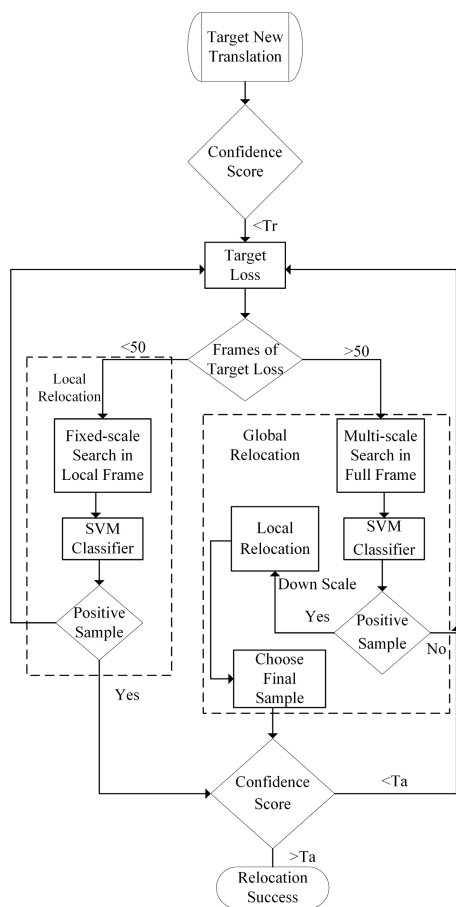 Target New
Translation
Confidence
Score
<Tr
Target
Loss
<50
Frames of
Target Loss
>50
Local
Relocation
Fixed-scale
Search in
Local Frame
SVM
Classifier
Positive
Sample
Yes
Global
Relocation
Multi-scale
Search in
Full Frame
SVM
Classifier
Local
Relocation
Down Scale
Yes
Positive
Sample
No
Choose
Final
Sample
Confidence
Score
<Ta
>Ta
Relocation
Success